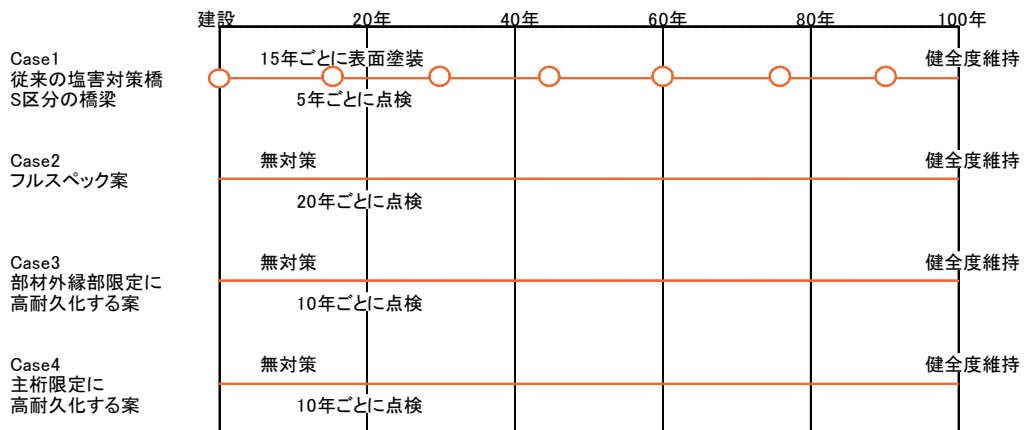 建設 20年 40年 60年 80年 100年
Case1 15年ごとに表面塗装 健全度維持
従来の塩害対策橋
S区分の橋梁 5年ごとに点検
Case2 無対策 健全度維持
フルスペック案
20年ごとに点検
Case3 無対策 健全度維持
部材外縁部限定に
高耐久化する案 10年ごとに点検
Case4 無対策 健全度維持
主桁限定に
高耐久化する案 10年ごとに点検